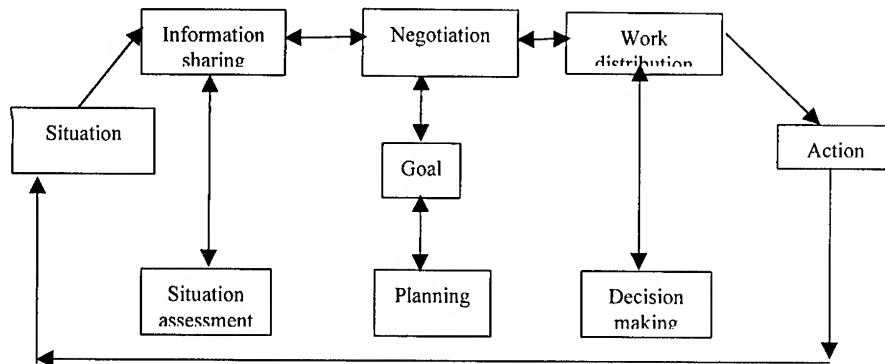 Information
sharing
Negotiation
Work
distribution
Situation
Action
Goal
Situation
assessment
Planning
Decision
making